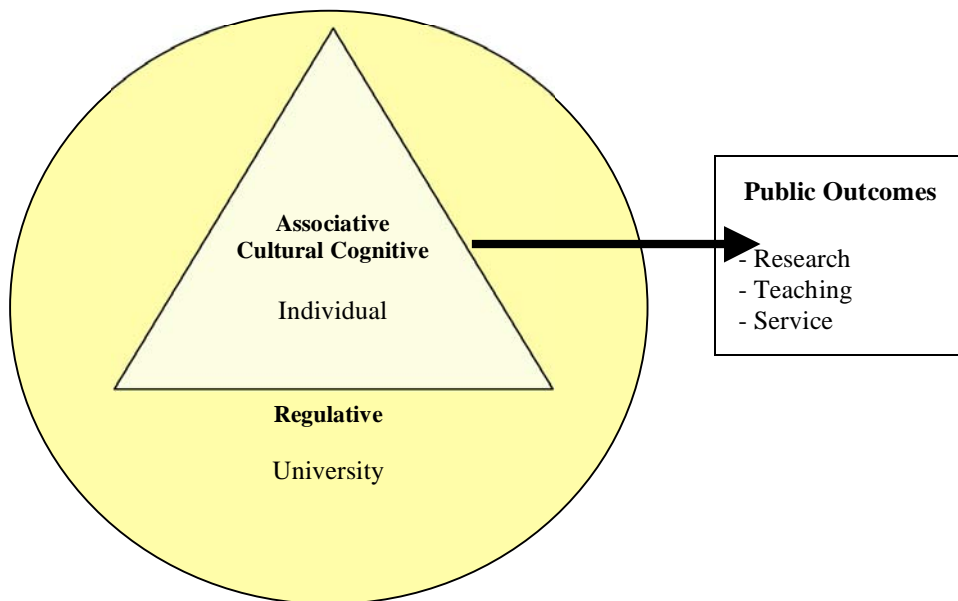 Associative
Cultural Cognitive
Individual
Regulative
University
Public Outcomes
- Research
- Teaching
- Service